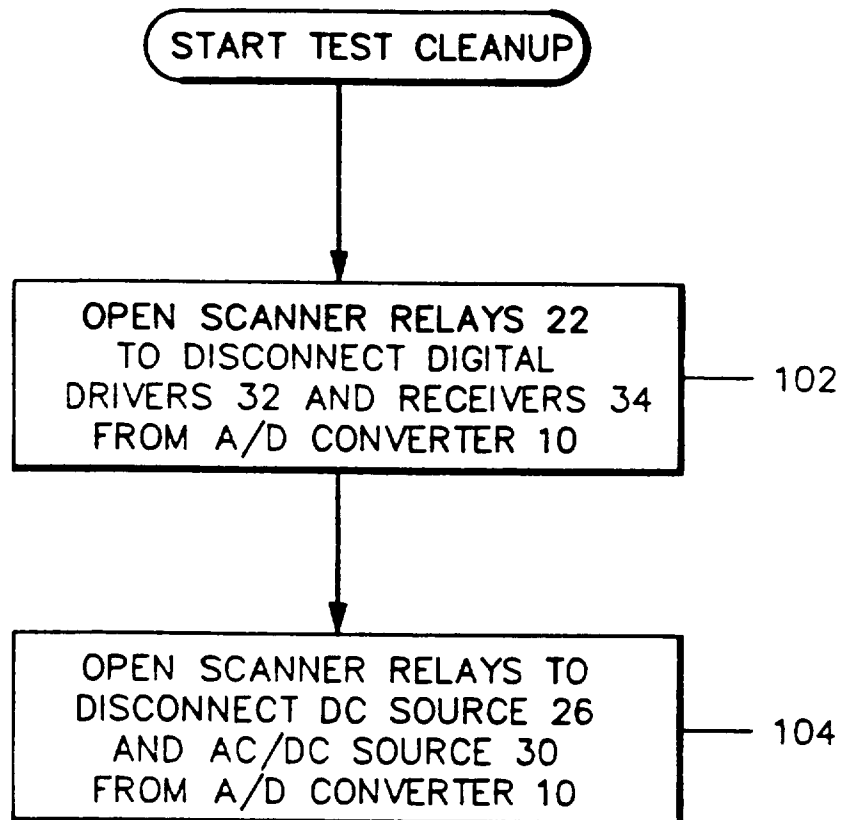 START TEST CLEANUP
OPEN SCANNER RELAYS 22
TO DISCONNECT DIGITAL
DRIVERS 32 AND RECEIVERS 34
FROM A/D CONVERTER 10
102
OPEN SCANNER RELAYS TO
DISCONNECT DC SOURCE 26
AND AC/DC SOURCE 30
FROM A/D CONVERTER 10
104